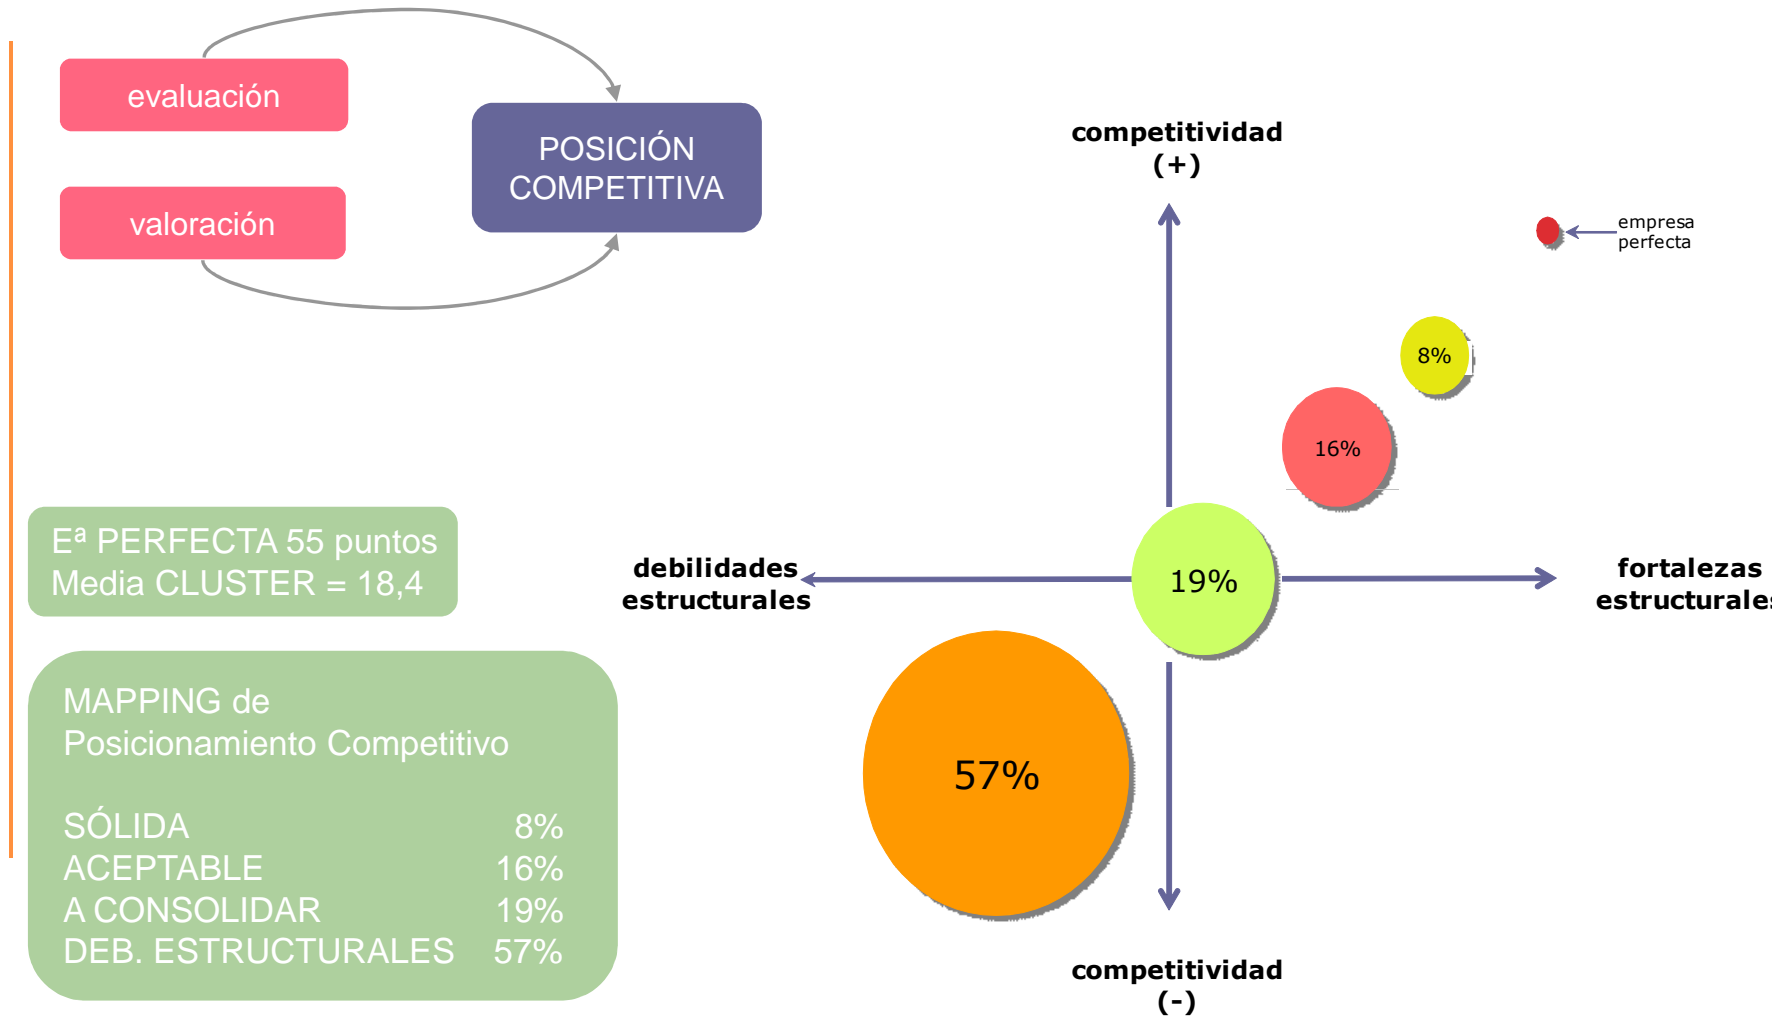 evaluación
valoración
POSICIÓN
COMPETITIVA
Eª PERFECTA 55 puntos
Media CLUSTER = 18,4
MAPPING de
Posicionamiento Competitivo
SÓLIDA 8%
ACEPTABLE 16%
A CONSOLIDAR 19%
DEB. ESTRUCTURALES 57%
competitividad
(+)
empresa
perfecta
8%
16%
19%
57%
debilidades
estructurales
fortalezas
estructurales
competitividad
(-)